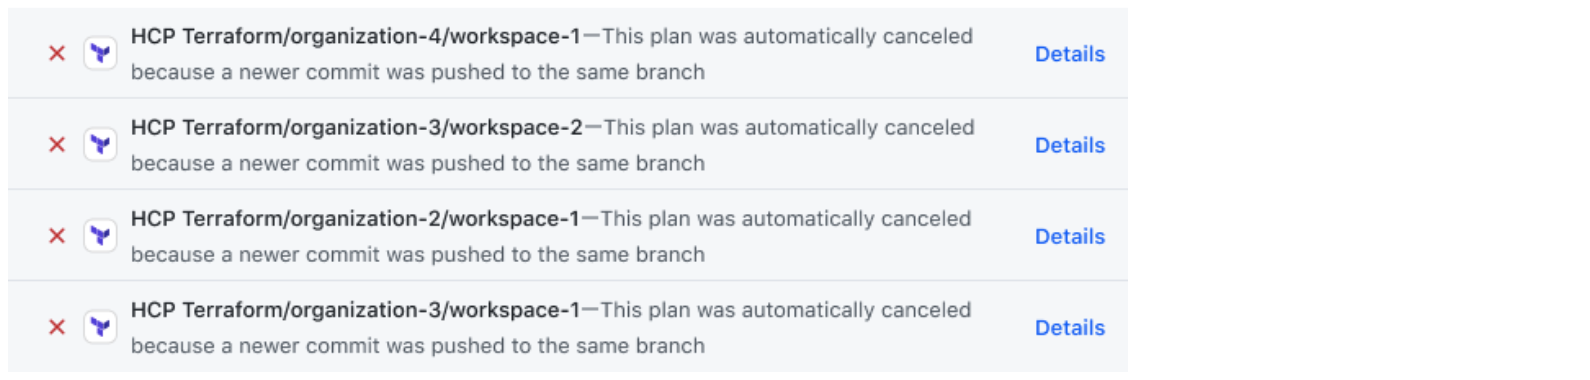 HCP Terraform/organization-4/workspace-1—This plan was automatically canceled
because a newer commit was pushed to the same branch
Details
HCP Terraform/organization-3/workspace-2—This plan was automatically canceled
because a newer commit was pushed to the same branch
Details
HCP Terraform/organization-2/workspace-1—This plan was automatically canceled
because a newer commit was pushed to the same branch
Details
HCP Terraform/organization-3/workspace-1—This plan was automatically canceled
because a newer commit was pushed to the same branch
Details